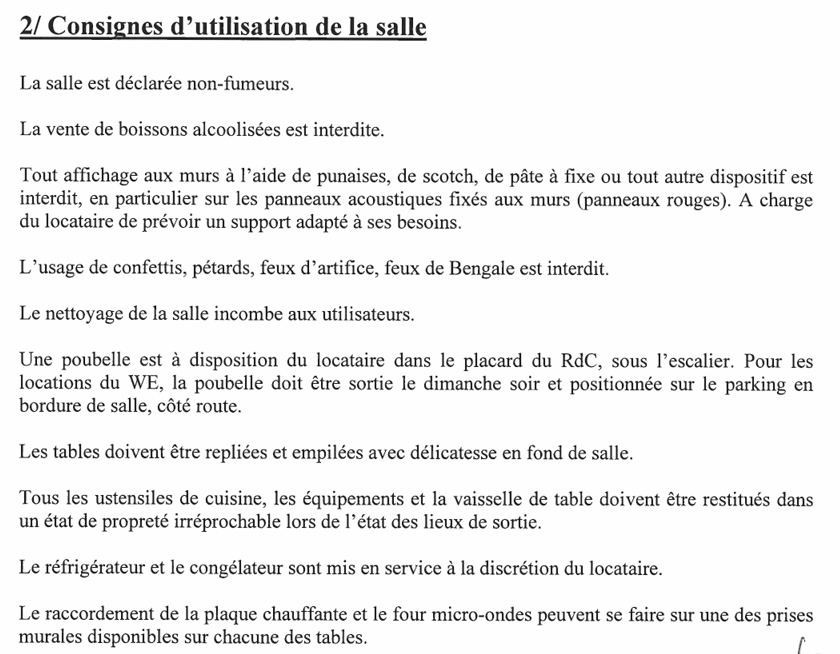 2/ Consignes d’utilisation de la salle
La salle est déclarée non-fumeurs.
La vente de boissons alcoolisées est interdite.
Tout affichage aux murs à l’aide de punaises, de scotch, de pâte à fixe ou tout autre dispositif est
interdit, en particulier sur les panneaux acoustiques fixés aux murs (panneaux rouges). A charge
du locataire de prévoir un support adapté à ses besoins.
L’usage de confettis, pétards, feux d’artifice, feux de Bengale est interdit.
Le nettoyage de la salle incombe aux utilisateurs.
Une poubelle est à disposition du locataire dans le placard du RdC, sous l’escalier. Pour les
locations du WE, la poubelle doit être sortie le dimanche soir et positionnée sur le parking en
bordure de salle, côté route.
Les tables doivent être repliées et empilées avec délicatesse en fond de salle.
Tous les ustensiles de cuisine, les équipements et la vaisselle de table doivent être restitués dans
un état de propreté irréprochable lors de l’état des lieux de sortie.
Le réfrigérateur et le congélateur sont mis en service à la discrétion du locataire.
Le raccordement de la plaque chauffante et le four micro-ondes peuvent se faire sur une des prises
murales disponibles sur chacune des tables.